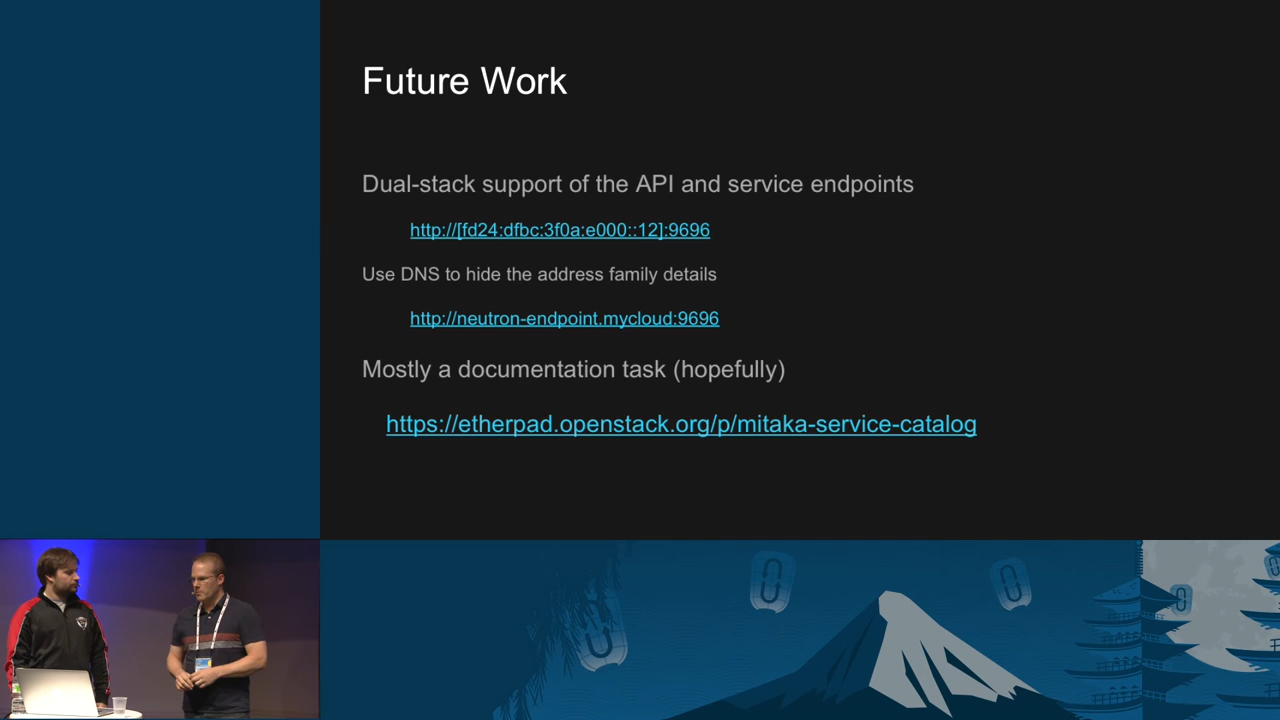 Future Work
Dual-stack support of the API and service endpoints
http://[fd24:dfbc:3f0a:e000::12]:9696
Use DNS to hide the address family details
http://neutron-endpoint.mycloud:9696
Mostly a documentation task (hopefully)
https://etherpad.openstack.org/p/mitaka-service-catalog